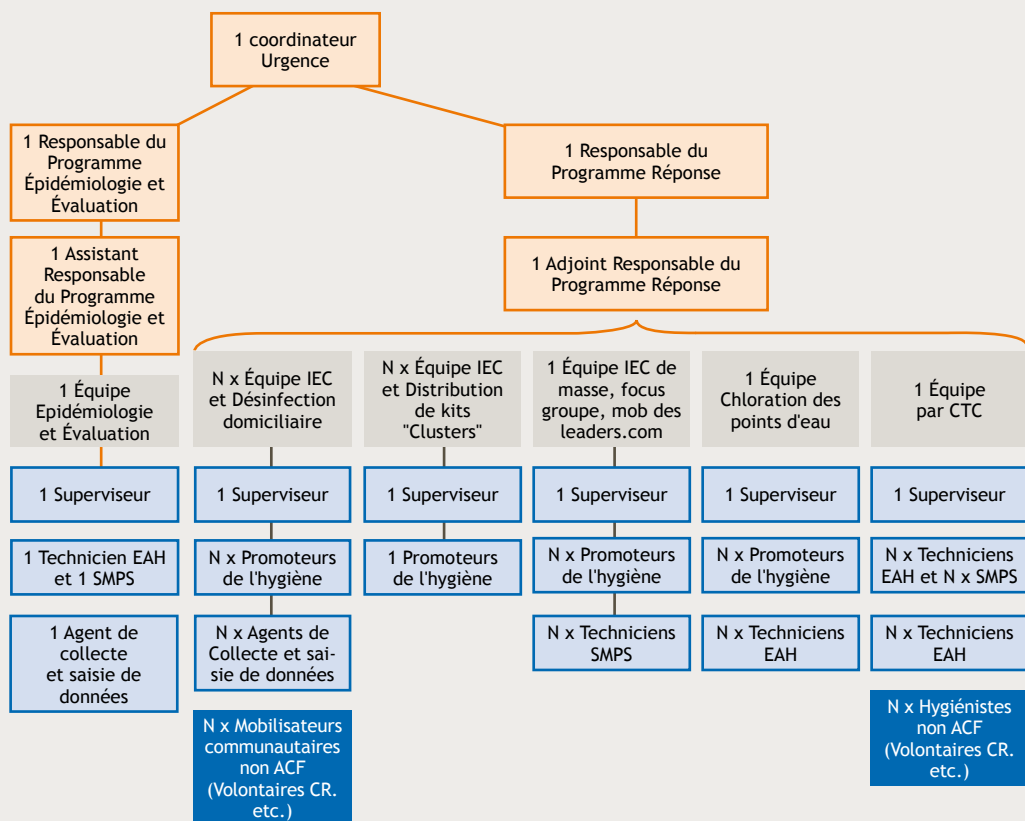 1 coordinateur
Urgence
1 Responsable du
Programme
Épidémiologie et
Évaluation
1 Responsable du
Programme Réponse
1 Assistant
Responsable
du Programme
Épidémiologie et
Évaluation
1 Adjoint Responsable du
Programme Réponse
1 Équipe
Epidémiologie
et Évaluation
N x Équipe IEC
et Désinfection
domiciliaire
N x Équipe IEC
et Distribution
de kits
"Clusters"
1 Équipe IEC de
masse, focus
groupe, mob des
leaders.com
1 Équipe
Chloration des
points d'eau
1 Équipe
par CTC
1 Superviseur
1 Superviseur
1 Superviseur
1 Superviseur
1 Superviseur
1 Superviseur
1 Technicien EAH
et 1 SMPS
N x Promoteurs
de l'hygiène
1 Promoteurs
de l'hygiène
N x Promoteurs
de l'hygiène
N x Promoteurs
de l'hygiène
N x Techniciens
EAH et N x SMPS
1 Agent de
collecte
et saisie de
données
N x Agents de
Collecte et sai-
sie de données
N x Techniciens
SMPS
N x Techniciens
EAH
N x Techniciens
EAH
N x Mobilisateurs
communautaires
non ACF
(Volontaires CR.
etc.)
N x Hygiénistes
non ACF
(Volontaires CR.
etc.)